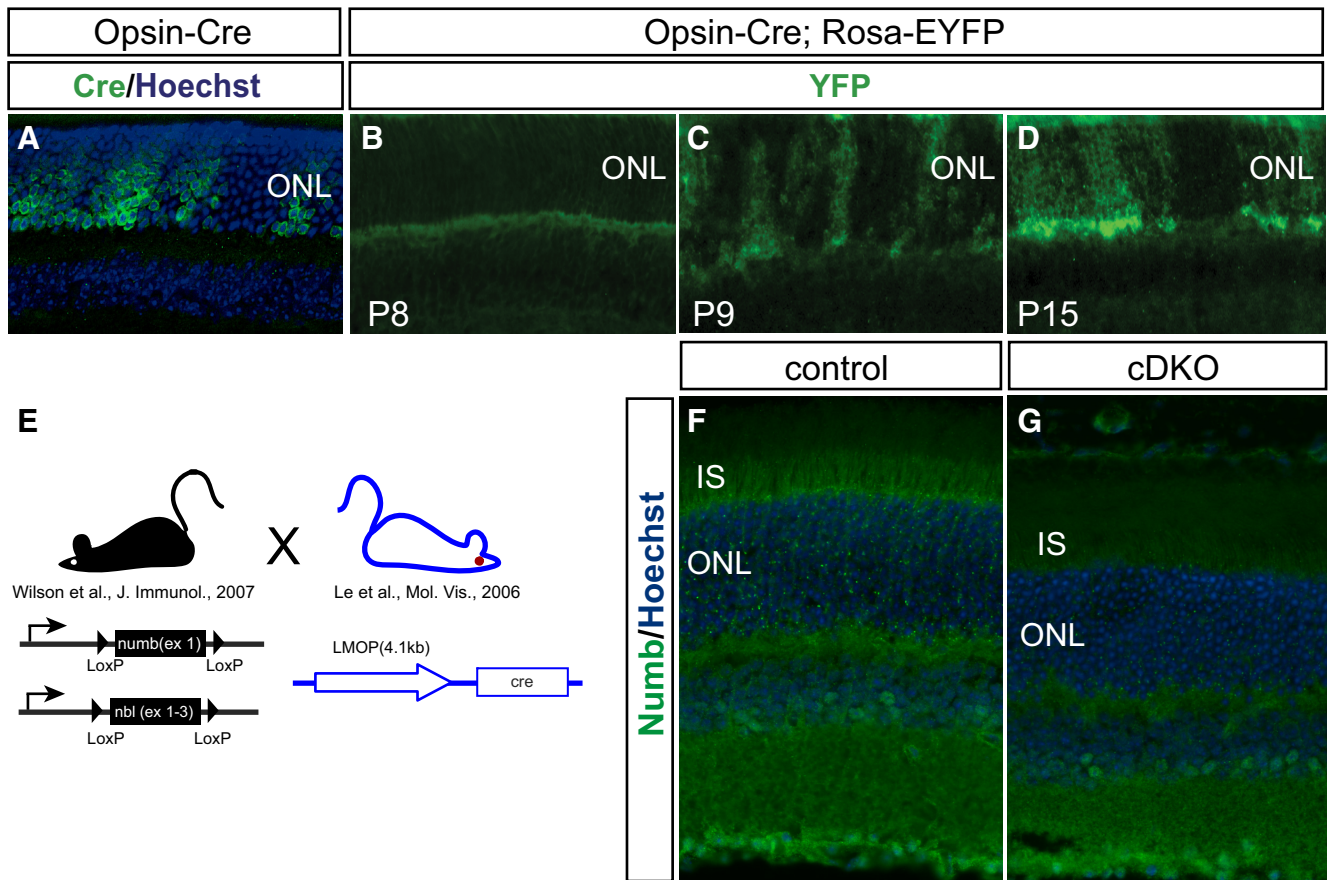 Opsin-Cre
Opsin-Cre; Rosa-EYFP
Cre/Hoechst
YFP
A
ONL
B
ONL
P8
C
ONL
P9
D
ONL
P15
control
cDKO
E
X
Wilson et al., J. Immunol., 2007
Le et al., Mol. Vis., 2006
numb(ex 1)
LoxP
LoxP
nbl (ex 1-3)
LoxP
LoxP
LMOP(4.1kb)
cre
Numb/Hoechst
F
IS
ONL
G
IS
ONL